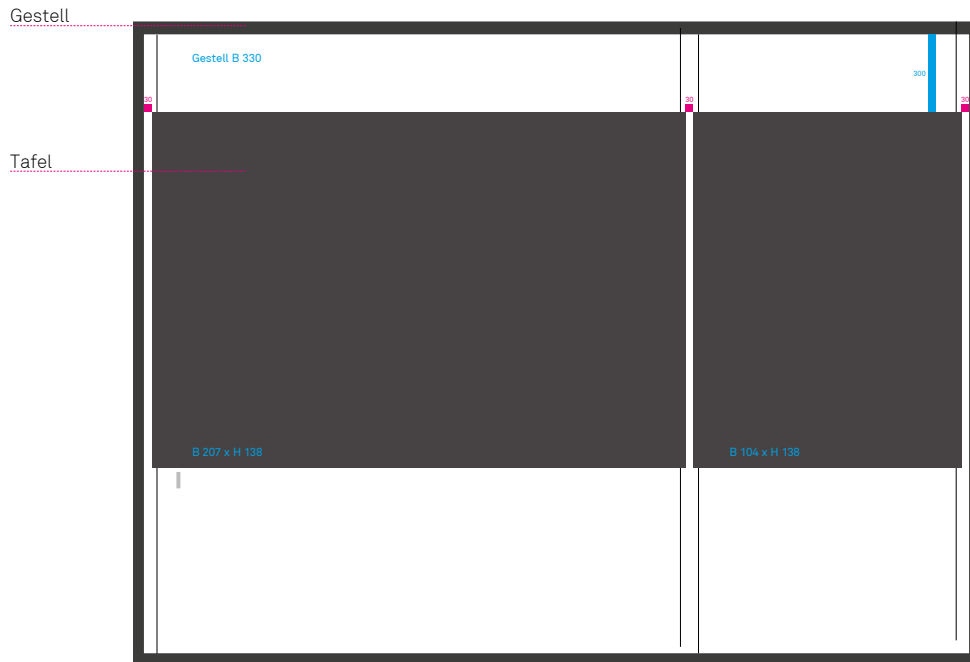 Gestell
Gestell B 330
300
30
30
30
Tafel
B 207 x H 138
B 104 x H 138